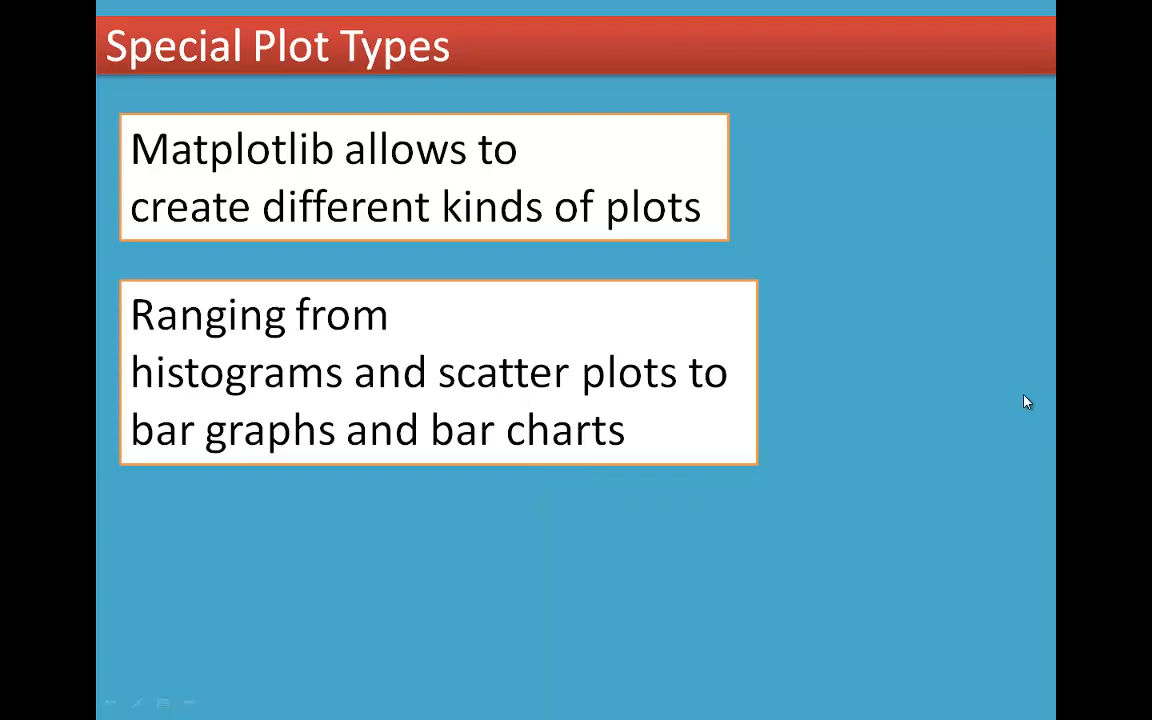 Special Plot Types
Matplotlib allows to
create different kinds of plots
Ranging from
histograms and scatter plots to
bar graphs and bar charts